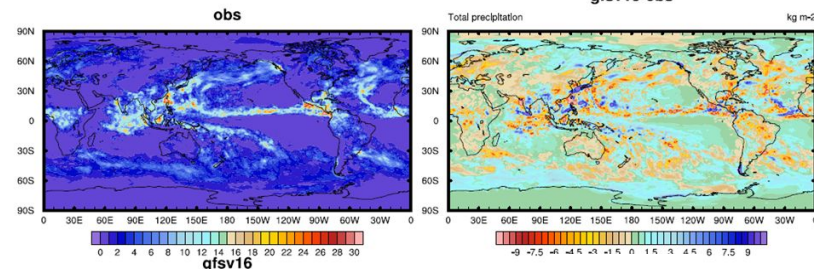 obs
Total precipitation
kg m-2
90N
60N
30N
0
30S
60S
90S
0 30E 60E 90E 120E 150E 180 150W 120W 90W 60W 30W 0
0 2 4 6 8 10 12 14 16 18 20 22 24 26 28 30
gfsv16
90N
60N
30N
0
30S
60S
90S
0 30E 60E 90E 120E 150E 180 150W 120W 90W 60W 30W 0
-9 -7.5 -6 -4.5 -3 -1.5 0 1.5 3 4.5 6 7.5 9